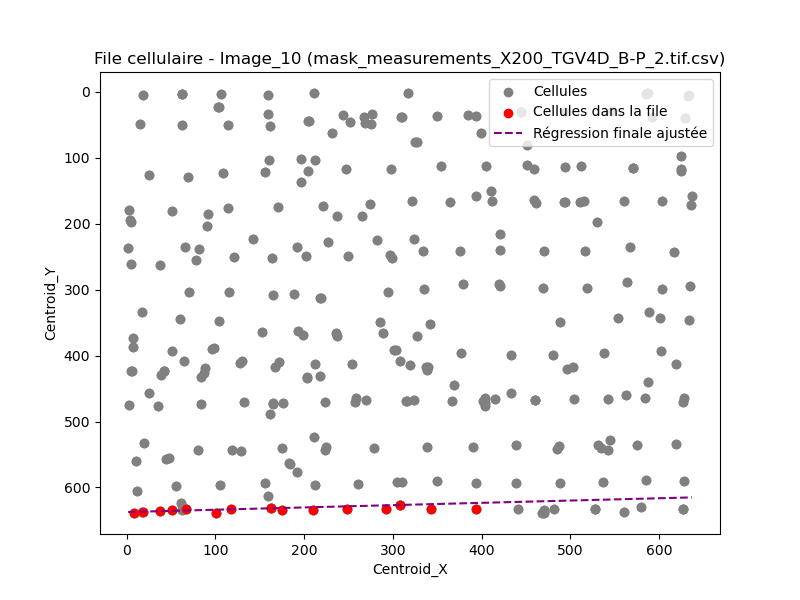 File cellulaire - Image_10 (mask_measurements_X200_TGV4D_B-P_2.tif.csv)
Cellules
Cellules dans la file
Régression finale ajustée
0
100
200
300
400
500
600
Centroid_Y
0 100 200 300 400 500 600
Centroid_X